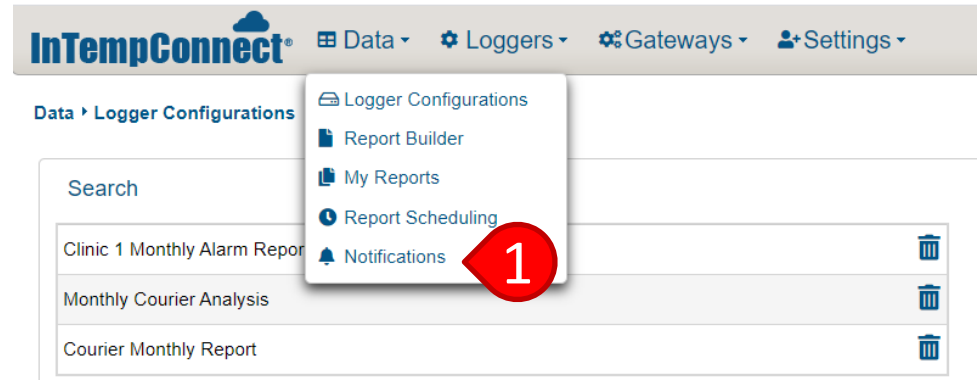 InTempConnect® Data Loggers Gateways Settings
Data Logger Configurations
Logger Configurations
Report Builder
My Reports
Report Scheduling
Notifications
1
Search
Clinic 1 Monthly Alarm Repor
Monthly Courier Analysis
Courier Monthly Report